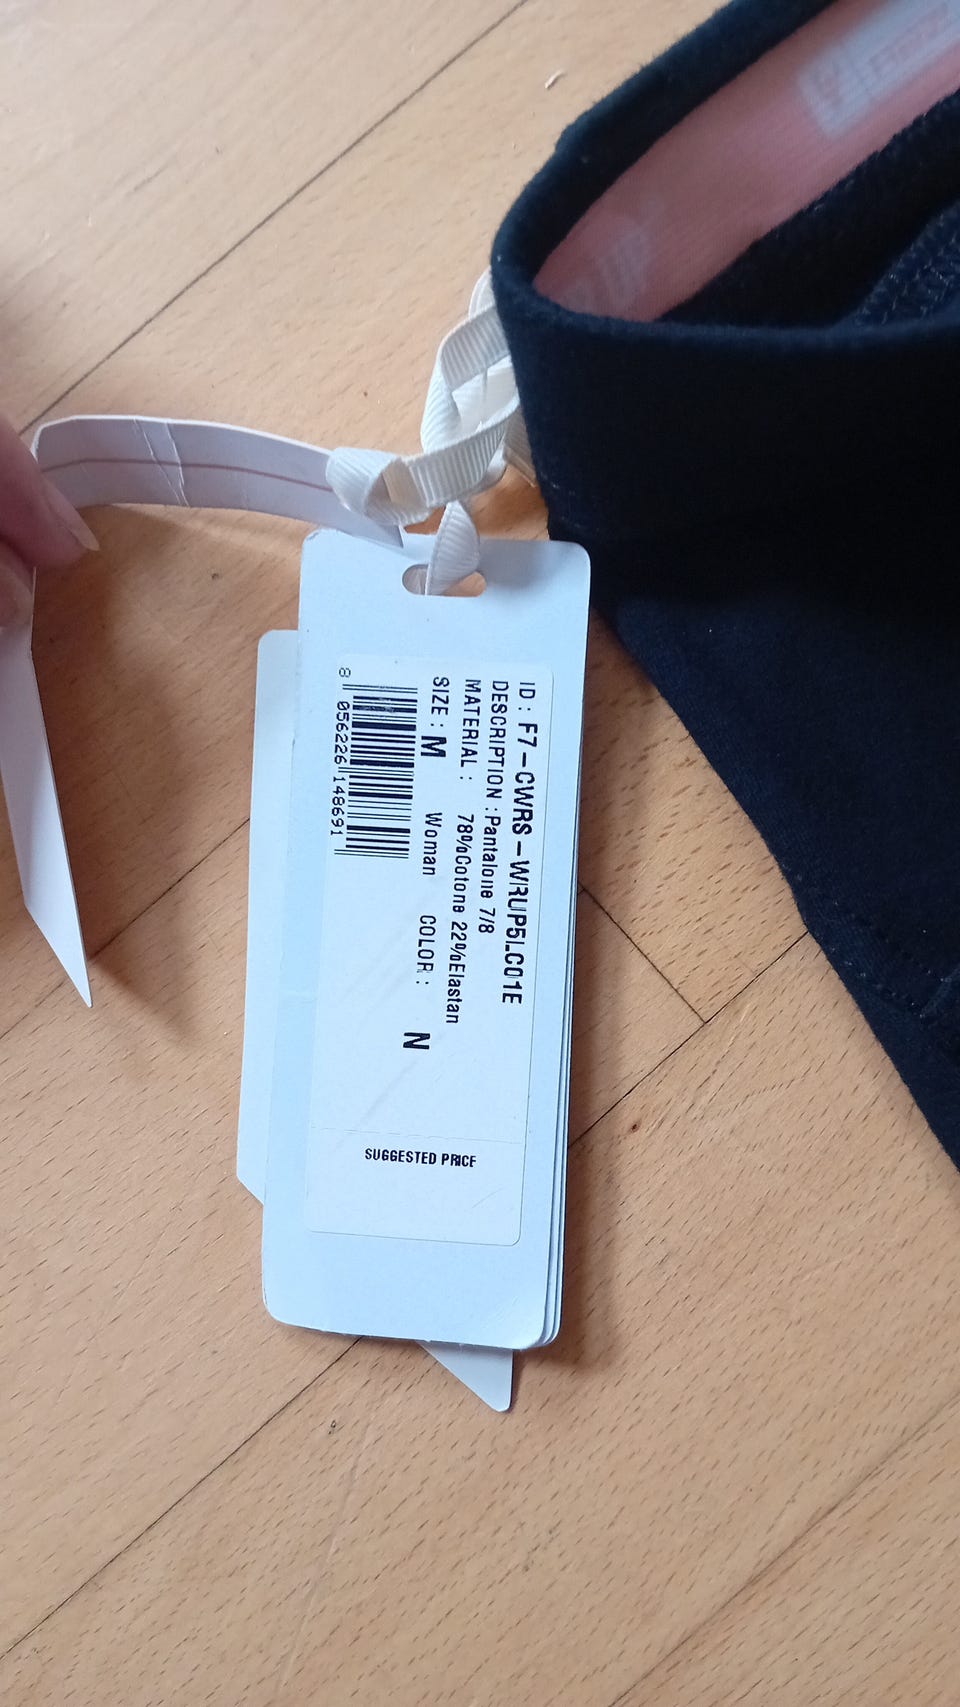 ID : F7-CWRS-WRUP5LC01E
DESCRIPTION : Pantalone 7/8
MATERIAL : 78%Cotone 22%Elastan
SIZE : M Woman COLOR : N
8 056226 148691
SUGGESTED PRICE